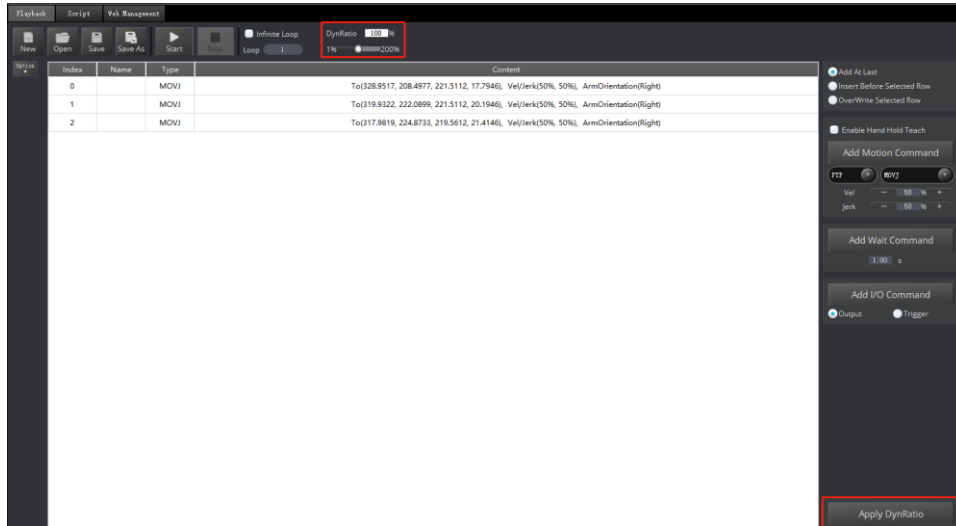 Playback Script Web Management
New Open Save Save As Start Stop
Infinite Loop
Loop 1
DynRatio 100 %
1% 200%
Option
Index Name Type Content
0 MOVJ To(328.9517, 208.4977, 221.5112, 17.7946), Vel/Jerk(50%, 50%), ArmOrientation(Right)
1 MOVJ To(319.9322, 222.0899, 221.5112, 20.1946), Vel/Jerk(50%, 50%), ArmOrientation(Right)
2 MOVJ To(317.9819, 224.8733, 219.5612, 21.4146), Vel/Jerk(50%, 50%), ArmOrientation(Right)
Add At Last
Insert Before Selected Row
OverWrite Selected Row
Enable Hand Hold Teach
Add Motion Command
PTP MOVJ
Vel − 50 % +
Jerk − 50 % +
Add Wait Command
1.00 s
Add I/O Command
Output Trigger
Apply DynRatio